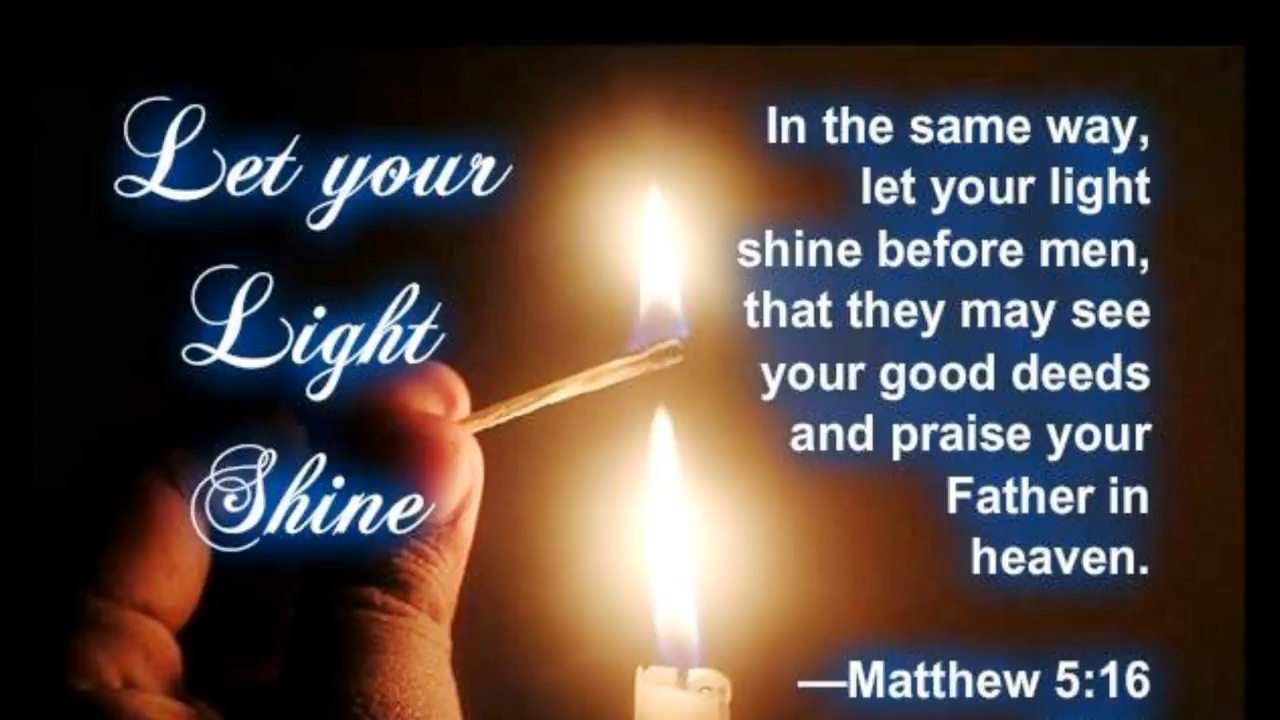 Let your
Light
Shine
In the same way,
let your light
shine before men,
that they may see
your good deeds
and praise your
Father in
heaven.
—Matthew 5:16